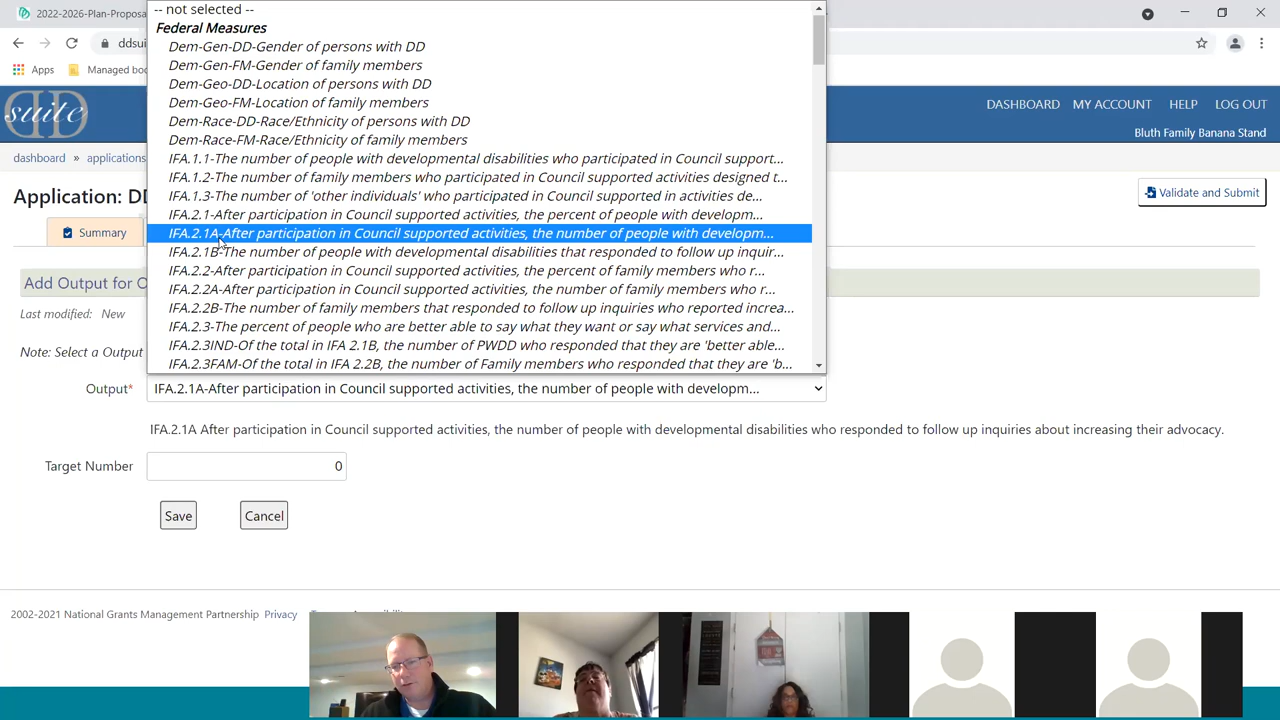 2022-2026-Plan-Proposa
-- not selected --
Federal Measures
Dem-Gen-DD-Gender of persons with DD
Dem-Gen-FM-Gender of family members
Dem-Geo-DD-Location of persons with DD
Dem-Geo-FM-Location of family members
Dem-Race-DD-Race/Ethnicity of persons with DD
Dem-Race-FM-Race/Ethnicity of family members
IFA.1.1-The number of people with developmental disabilities who participated in Council support...
IFA.1.2-The number of family members who participated in Council supported activities designed t...
IFA.1.3-The number of 'other individuals' who participated in Council supported in activities de...
IFA.2.1-After participation in Council supported activities, the percent of people with developm...
IFA.2.1A-After participation in Council supported activities, the number of people with developm...
IFA.2.1B-The number of people with developmental disabilities that responded to follow up inquir...
IFA.2.2-After participation in Council supported activities, the percent of family members who r...
IFA.2.2A-After participation in Council supported activities, the number of family members who r...
IFA.2.2B-The number of family members that responded to follow up inquiries who reported increa...
IFA.2.3-The percent of people who are better able to say what they want or say what services and...
IFA.2.3IND-Of the total in IFA 2.1B, the number of PWDD who responded that they are 'better able...
IFA.2.3FAM-Of the total in IFA 2.2B, the number of Family members who responded that they are 'b...
ddsui
Apps Managed boo
DD suite
DASHBOARD MY ACCOUNT HELP LOG OUT
Bluth Family Banana Stand
dashboard » applications
Application: DD
Validate and Submit
Summary
Add Output for O
Last modified: New
Note: Select a Output
Output* IFA.2.1A-After participation in Council supported activities, the number of people with developm...
IFA.2.1A After participation in Council supported activities, the number of people with developmental disabilities who responded to follow up inquiries about increasing their advocacy.
Target Number 0
Save Cancel
2002-2021 National Grants Management Partnership Privacy